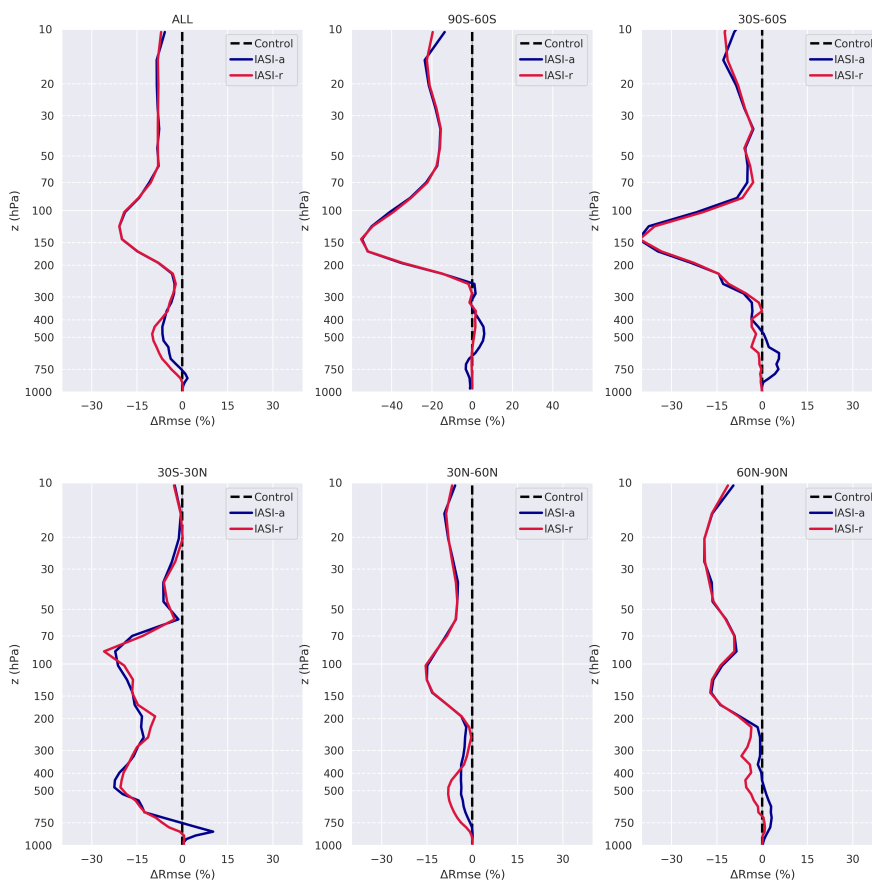 ALL
10
20
30
50
70
100
150
200
300
400
500
750
1000
z (hPa)
−30 −15 0 15 30
ΔRmse (%)
Control
IASI-a
IASI-r
90S-60S
10
20
30
50
70
100
150
200
300
400
500
750
1000
z (hPa)
−40 −20 0 20 40
ΔRmse (%)
Control
IASI-a
IASI-r
30S-60S
10
20
30
50
70
100
150
200
300
400
500
750
1000
z (hPa)
−30 −15 0 15 30
ΔRmse (%)
Control
IASI-a
IASI-r
30S-30N
10
20
30
50
70
100
150
200
300
400
500
750
1000
z (hPa)
−30 −15 0 15 30
ΔRmse (%)
Control
IASI-a
IASI-r
30N-60N
10
20
30
50
70
100
150
200
300
400
500
750
1000
z (hPa)
−30 −15 0 15 30
ΔRmse (%)
Control
IASI-a
IASI-r
60N-90N
10
20
30
50
70
100
150
200
300
400
500
750
1000
z (hPa)
−30 −15 0 15 30
ΔRmse (%)
Control
IASI-a
IASI-r